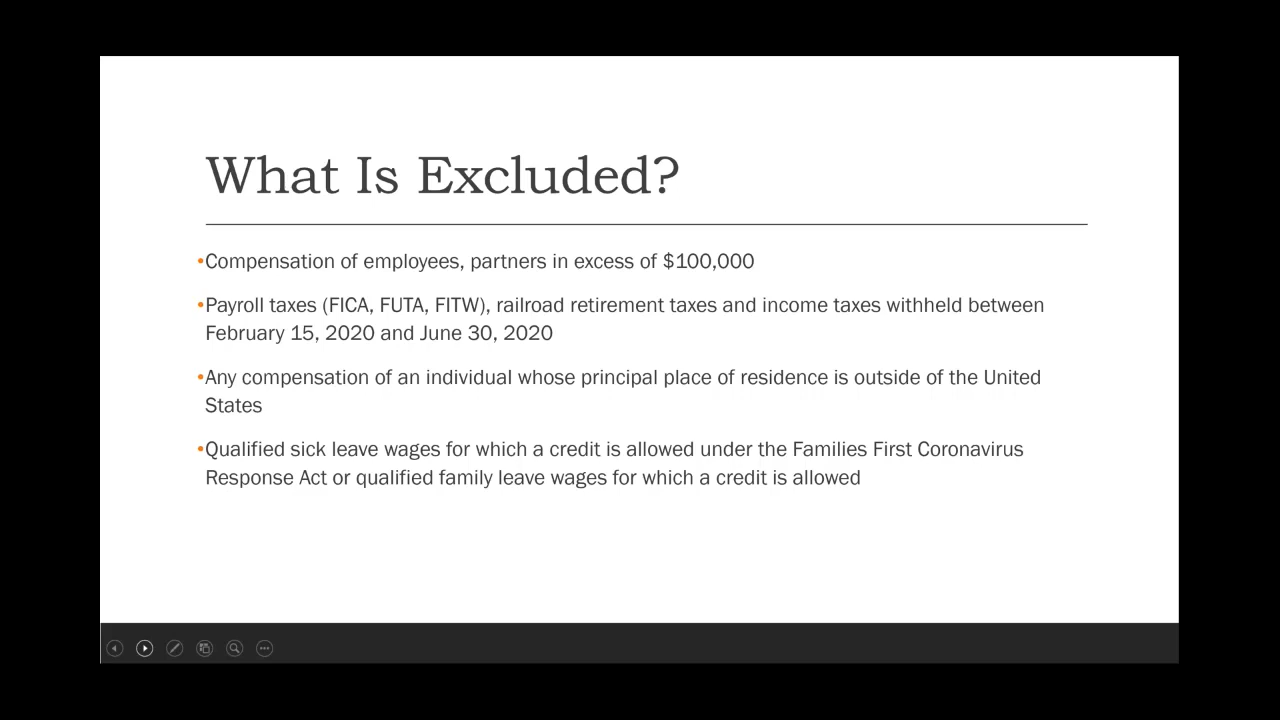 What Is Excluded?
•Compensation of employees, partners in excess of $100,000
•Payroll taxes (FICA, FUTA, FITW), railroad retirement taxes and income taxes withheld between
February 15, 2020 and June 30, 2020
•Any compensation of an individual whose principal place of residence is outside of the United
States
•Qualified sick leave wages for which a credit is allowed under the Families First Coronavirus
Response Act or qualified family leave wages for which a credit is allowed